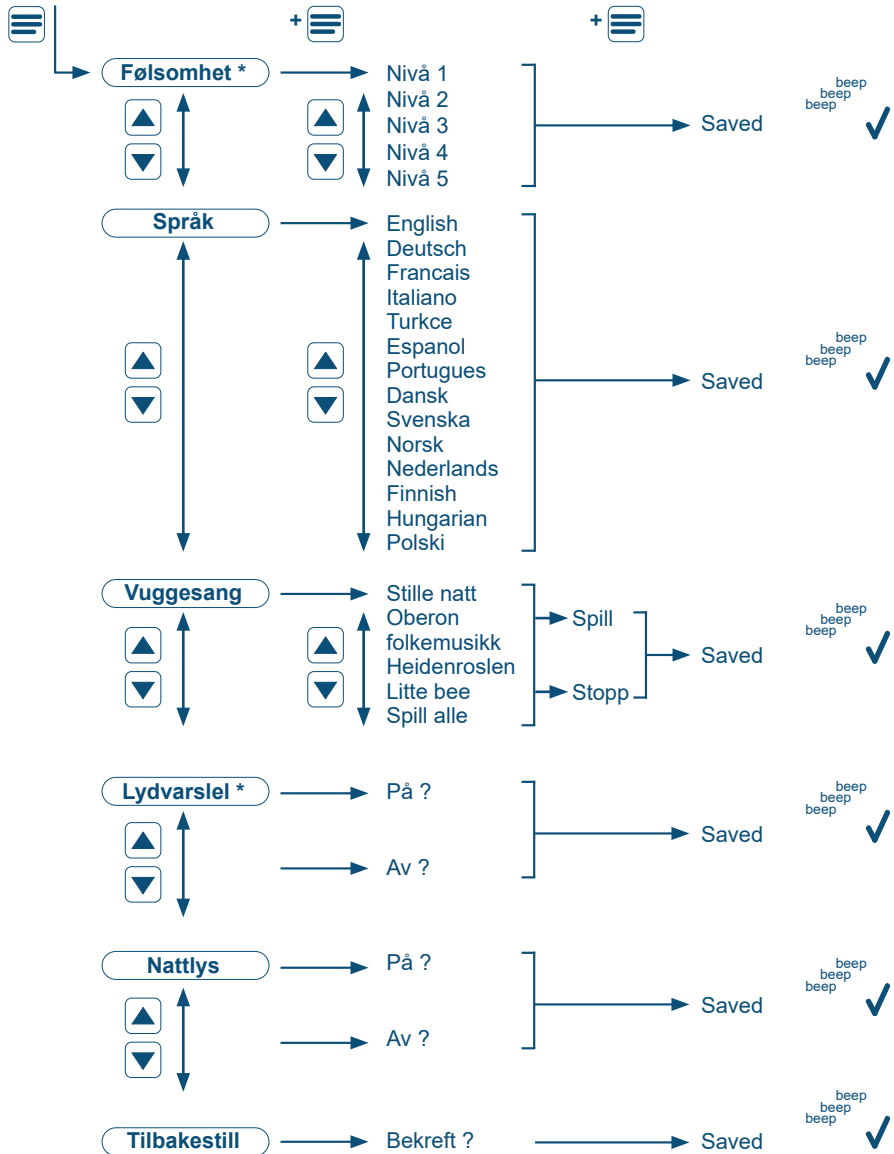 + +
Følsomhet *
Nivå 1
Nivå 2
Nivå 3
Nivå 4
Nivå 5
Saved
beep
beep
beep
Språk
English
Deutsch
Francais
Italiano
Turkce
Espanol
Portugues
Dansk
Svenska
Norsk
Nederlands
Finnish
Hungarian
Polski
Saved
beep
beep
beep
Vuggesang
Stille natt
Oberon
folkemusikk
Heidenroslen
Litte bee
Spill alle
Spill
Stopp
Saved
beep
beep
beep
Lydvarslel *
På ?
Av ?
Saved
beep
beep
beep
Nattlys
På ?
Av ?
Saved
beep
beep
beep
Tilbakestill
Bekreft ?
Saved
beep
beep
beep